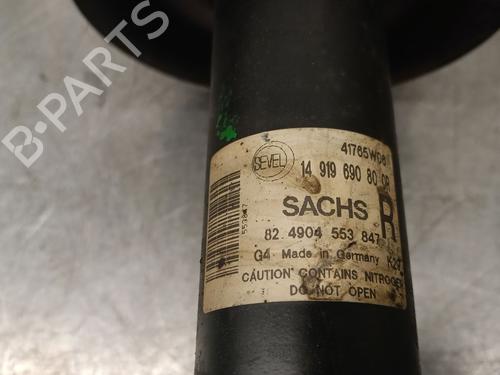 B-PARTS
SEVEL
14 919 690 80
SACHS R
82 4904 553 847
G4 Made in Germany
CAUTION CONTAINS NITROGEN
DO NOT OPEN
553847